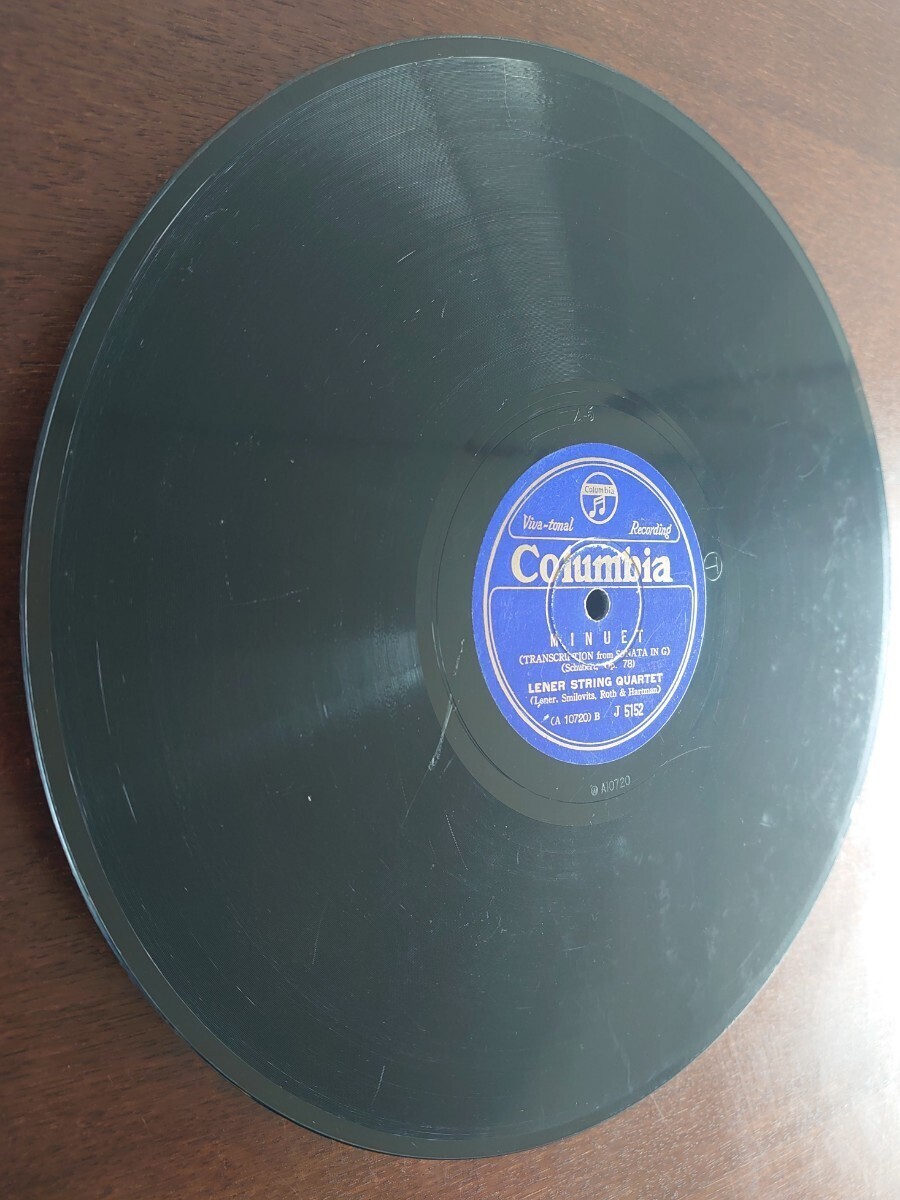 Columbia
Viva-tonal Recording
Columbia
MINUET
(TRANSCRIPTION from SONATA IN G)
(Schubert, Op. 78)
LENER STRING QUARTET
(Lener, Smilovits, Roth & Hartman)
(A 10720) B J 5152
A10720